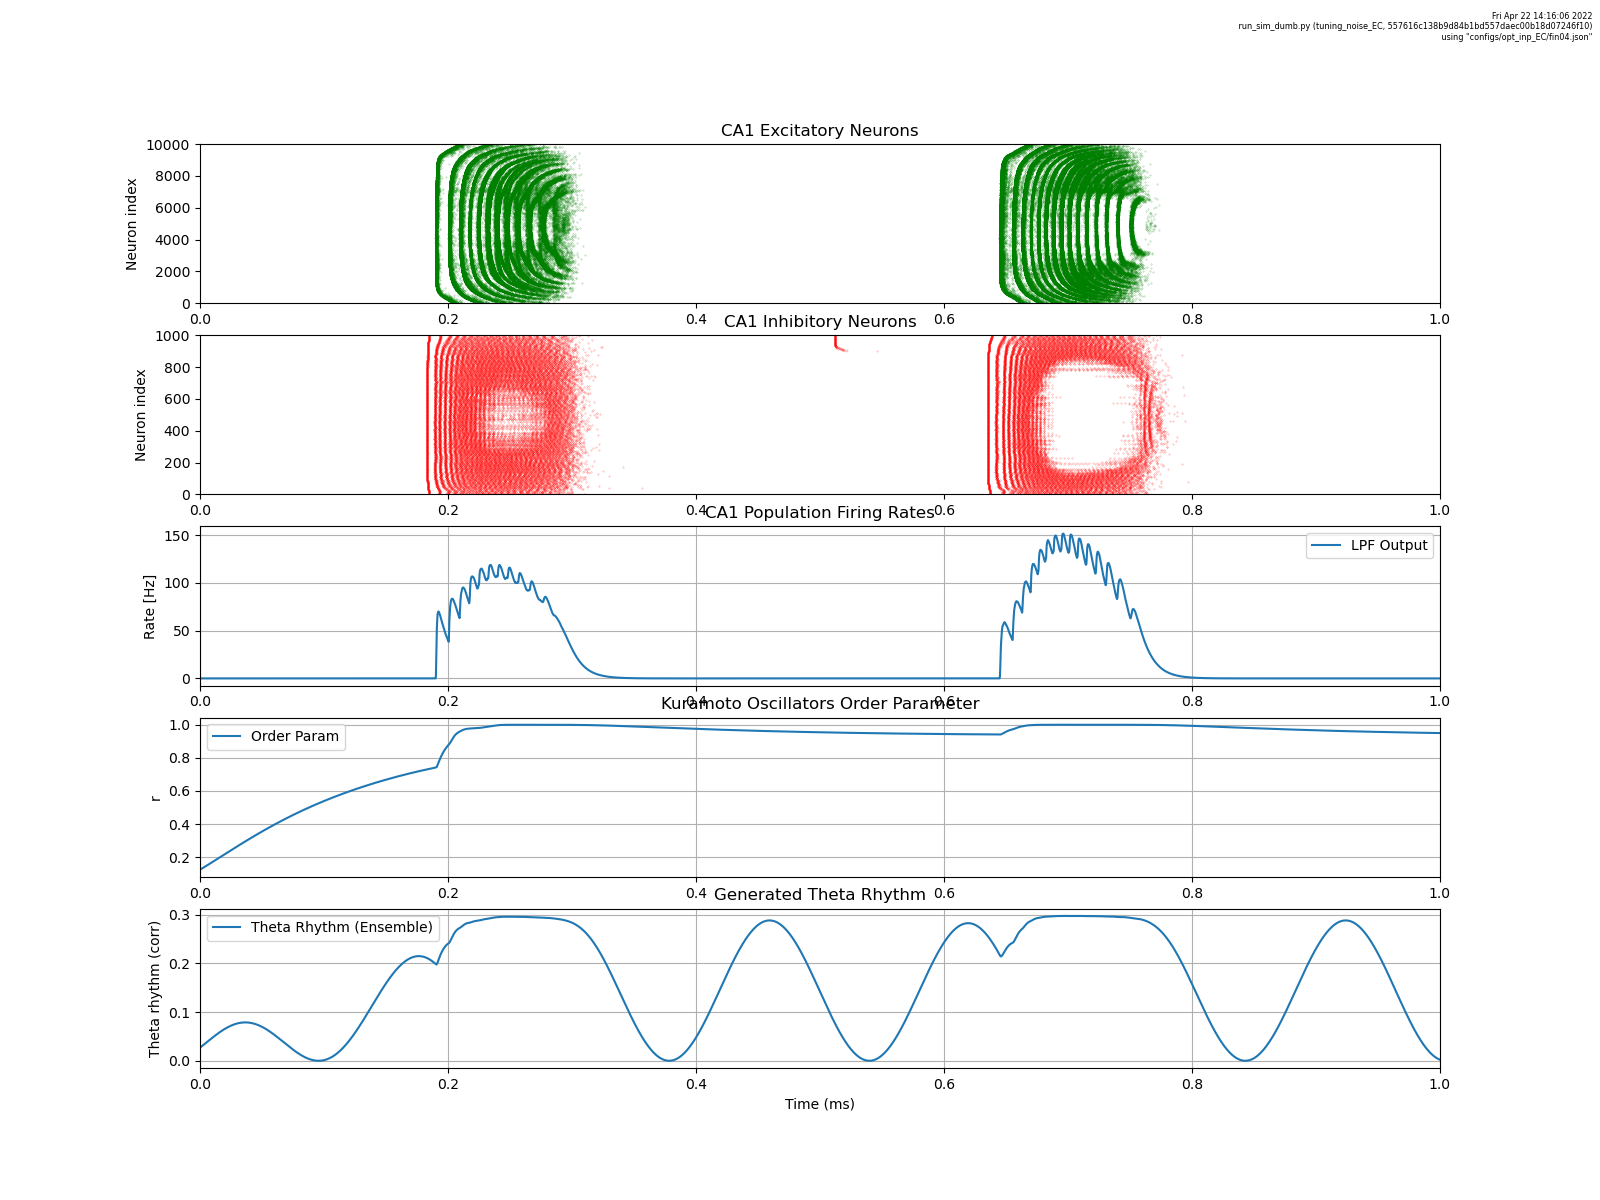 Fri Apr 22 14:16:06 2022
run_sim_dumb.py (tuning_noise_EC, 557616c138b9d84b1bd557daec00b18d07246f10)
using "configs/opt_inp_EC/fin04.json"
CA1 Excitatory Neurons
Neuron index
10000
8000
6000
4000
2000
0
0.0 0.2 0.4 0.6 0.8 1.0
CA1 Inhibitory Neurons
Neuron index
1000
800
600
400
200
0
0.0 0.2 0.4 0.6 0.8 1.0
CA1 Population Firing Rates
Rate [Hz]
150
100
50
0
LPF Output
0.0 0.2 0.4 0.6 0.8 1.0
Kuramoto Oscillators Order Parameter
r
1.0
0.8
0.6
0.4
0.2
Order Param
0.0 0.2 0.4 0.6 0.8 1.0
Generated Theta Rhythm
Theta rhythm (corr)
0.3
0.2
0.1
0.0
Theta Rhythm (Ensemble)
0.0 0.2 0.4 0.6 0.8 1.0
Time (ms)